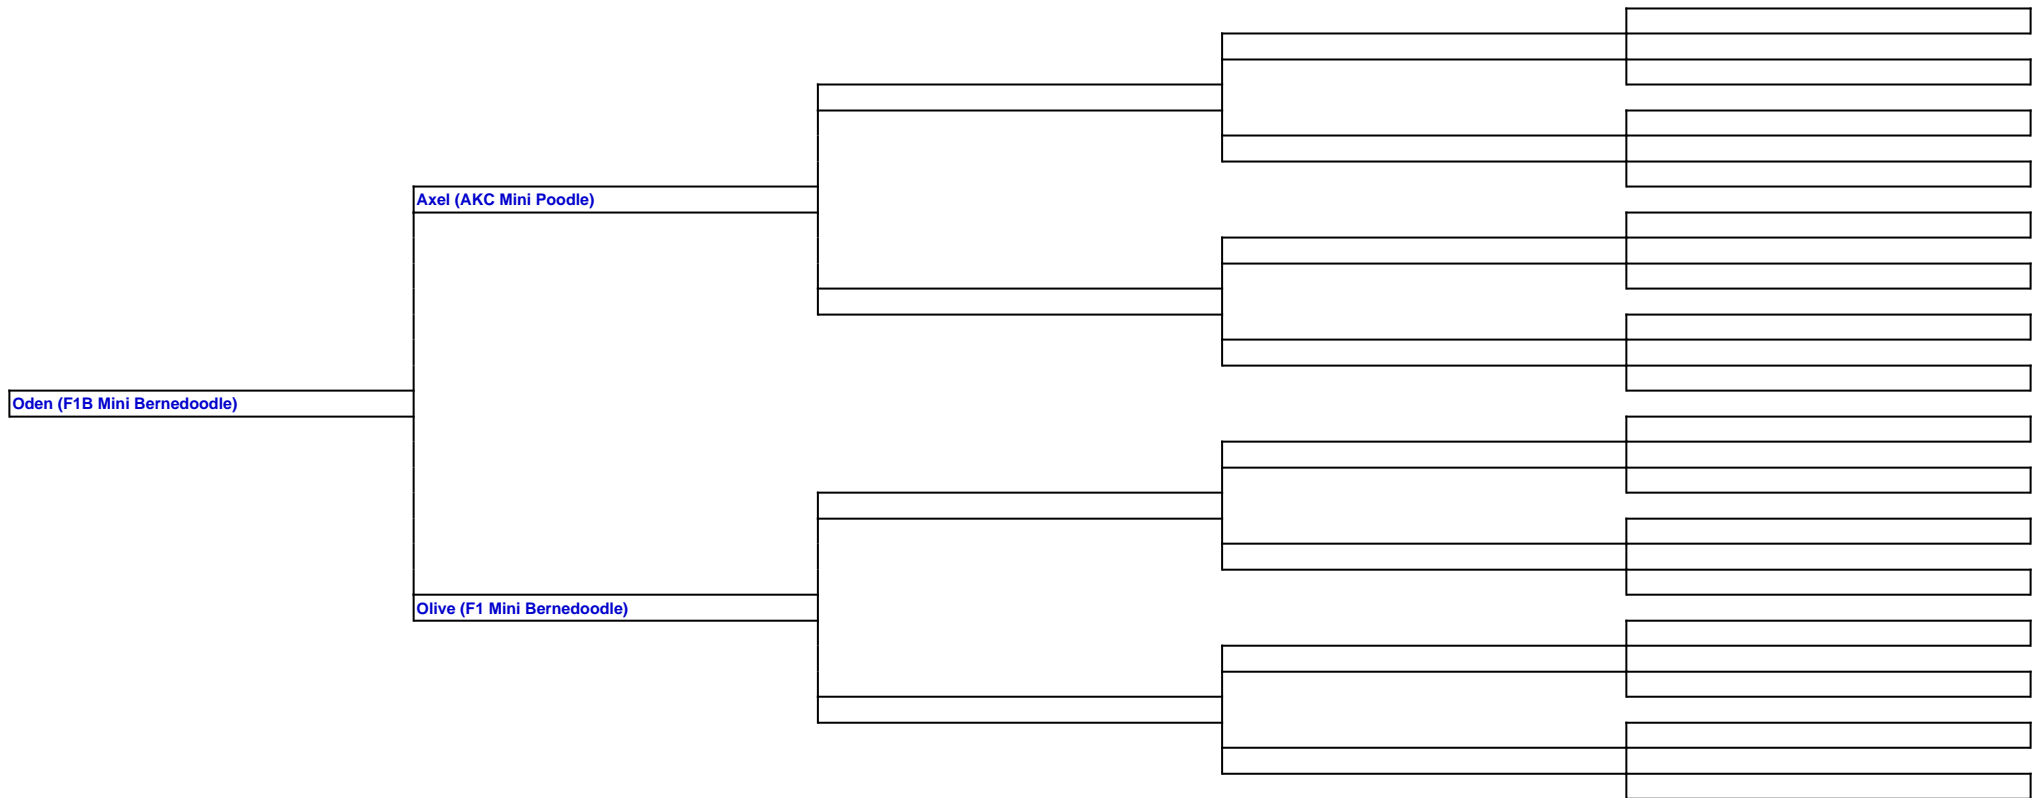 Axel (AKC Mini Poodle)
Oden (F1B Mini Bernedoodle)
Olive (F1 Mini Bernedoodle)